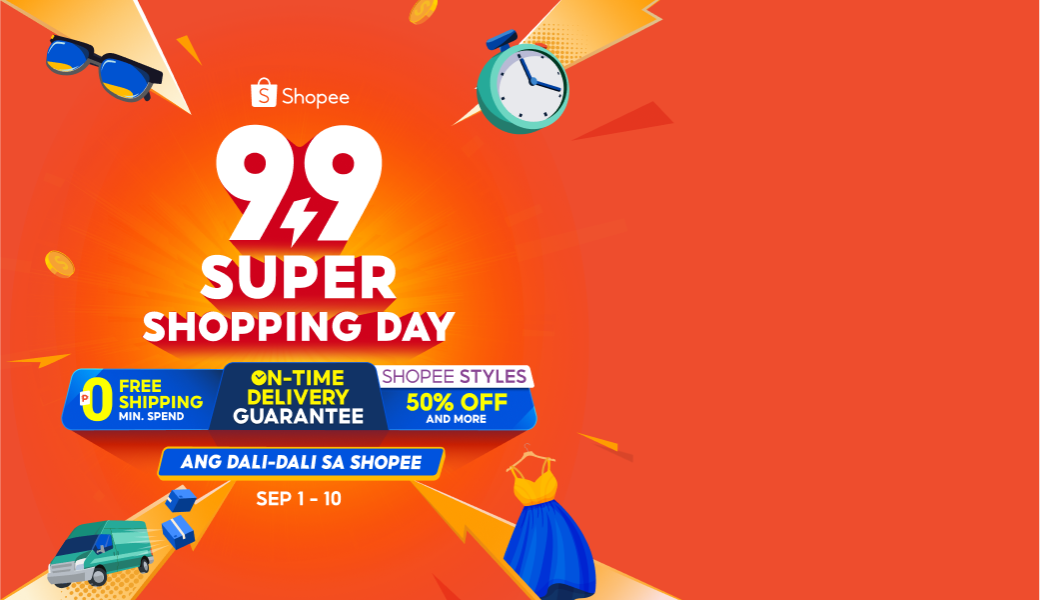 S Shopee
9.9
SUPER
SHOPPING DAY
₱0 FREE
SHIPPING
MIN. SPEND
ON-TIME
DELIVERY
GUARANTEE
SHOPEE STYLES
50% OFF
AND MORE
ANG DALI-DALI SA SHOPEE
SEP 1 - 10